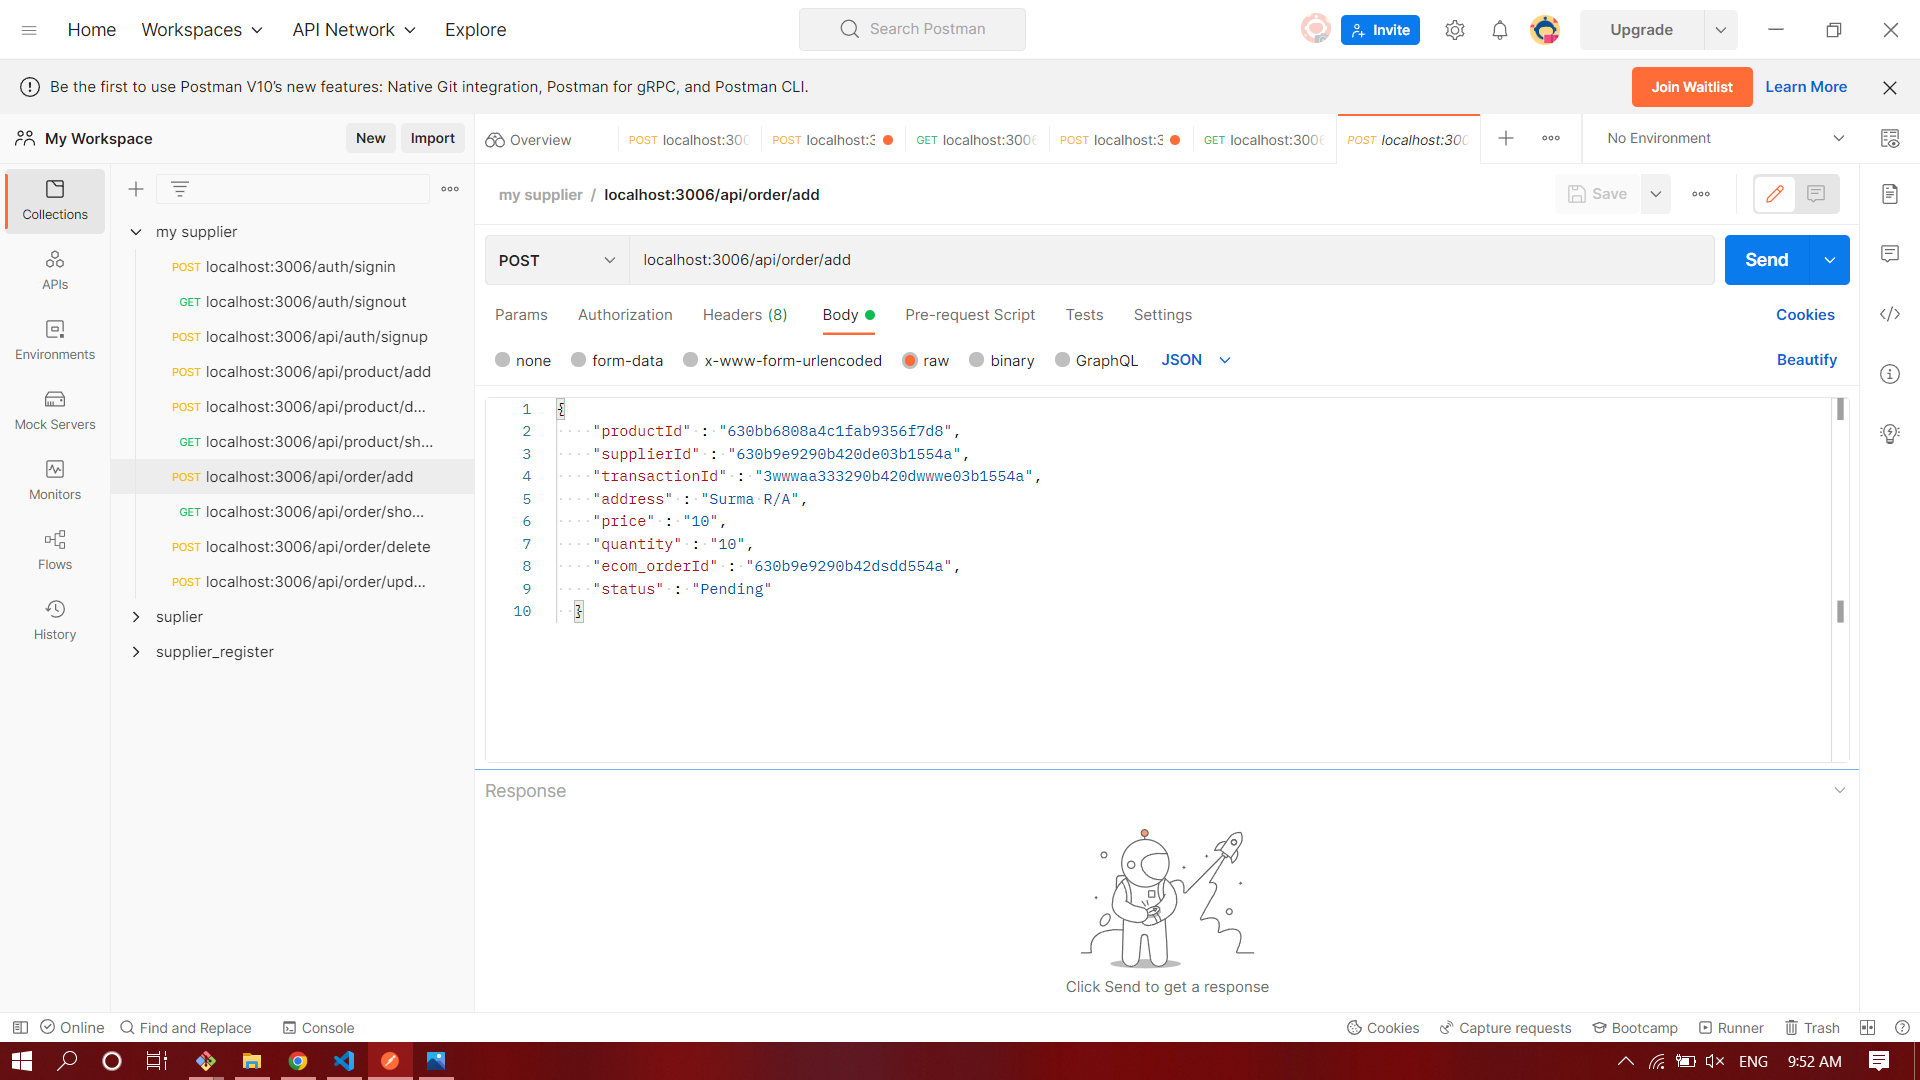 Home
Workspaces
API Network
Explore
Search Postman
Invite
Upgrade
Be the first to use Postman V10's new features: Native Git integration, Postman for gRPC, and Postman CLI.
Join Waitlist
Learn More
My Workspace
New
Import
Overview
POST localhost:300
POST localhost:3
GET localhost:3006
POST localhost:3
GET localhost:3006
POST localhost:300
No Environment
Collections
APIs
Environments
Mock Servers
Monitors
Flows
History
my supplier
POST localhost:3006/auth/signin
GET localhost:3006/auth/signout
POST localhost:3006/api/auth/signup
POST localhost:3006/api/product/add
POST localhost:3006/api/product/d...
GET localhost:3006/api/product/sh...
POST localhost:3006/api/order/add
GET localhost:3006/api/order/sho...
POST localhost:3006/api/order/delete
POST localhost:3006/api/order/upd...
suplier
supplier_register
my supplier / localhost:3006/api/order/add
Save
POST
localhost:3006/api/order/add
Send
Params
Authorization
Headers (8)
Body
Pre-request Script
Tests
Settings
Cookies
none
form-data
x-www-form-urlencoded
raw
binary
GraphQL
JSON
Beautify
1 {
2 "productId" : "630bb6808a4c1fab9356f7d8",
3 "supplierId" : "630b9e9290b420de03b1554a",
4 "transactionId" : "3wwwaa333290b420dwwwe03b1554a",
5 "address" : "Surma R/A",
6 "price" : "10",
7 "quantity" : "10",
8 "ecom_orderId" : "630b9e9290b42dsdd554a",
9 "status" : "Pending"
10 }
Response
Click Send to get a response
Online
Find and Replace
Console
Cookies
Capture requests
Bootcamp
Runner
Trash
ENG
9:52 AM